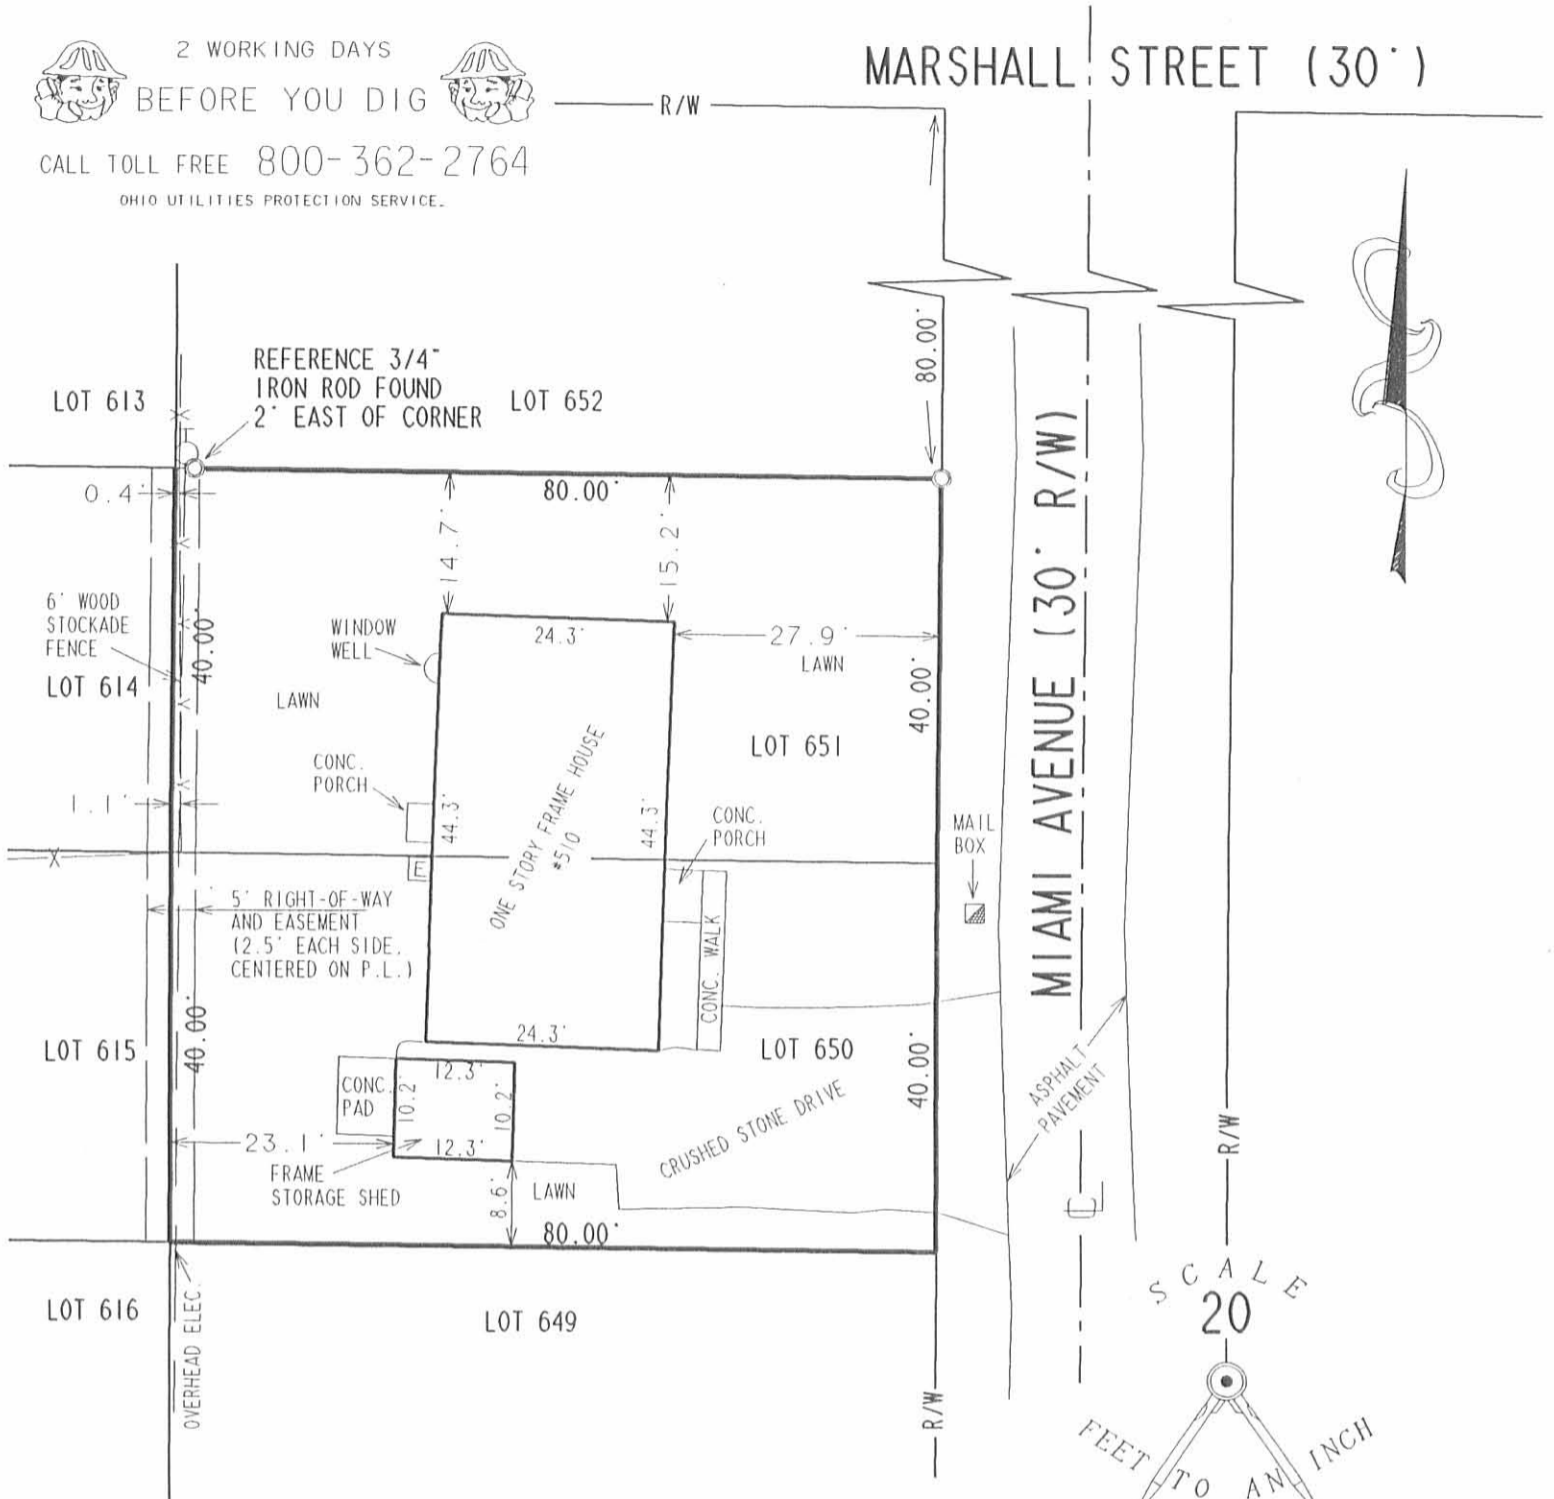 2 WORKING DAYS
BEFORE YOU DIG
CALL TOLL FREE 800-362-2764
OHIO UTILITIES PROTECTION SERVICE.
MARSHALL STREET (30')
R/W
80.00'
REFERENCE 3/4"
IRON ROD FOUND
2' EAST OF CORNER
LOT 613
LOT 652
0.4'
80.00'
14.7'
15.2'
6' WOOD
STOCKADE
FENCE
LOT 614
40.00'
WINDOW
WELL
24.3'
27.9'
LAWN
LAWN
40.00'
MIAMI AVENUE (30' R/W)
LOT 651
CONC.
PORCH
1.1'
44.3'
ONE STORY FRAME HOUSE
#510
44.3'
CONC.
PORCH
MAIL
BOX
X
E
5' RIGHT-OF-WAY
AND EASEMENT
(2.5' EACH SIDE,
CENTERED ON P.L.)
CONC. WALK
LOT 615
40.00'
24.3'
LOT 650
40.00'
CONC.
PAD
12.3'
10.2'
10.2'
12.3'
CRUSHED STONE DRIVE
ASPHALT
PAVEMENT
R/W
23.1'
FRAME
STORAGE SHED
8.6'
LAWN
80.00'
LOT 616
OVERHEAD ELEC.
LOT 649
R/W
SCALE
20
FEET TO AN INCH